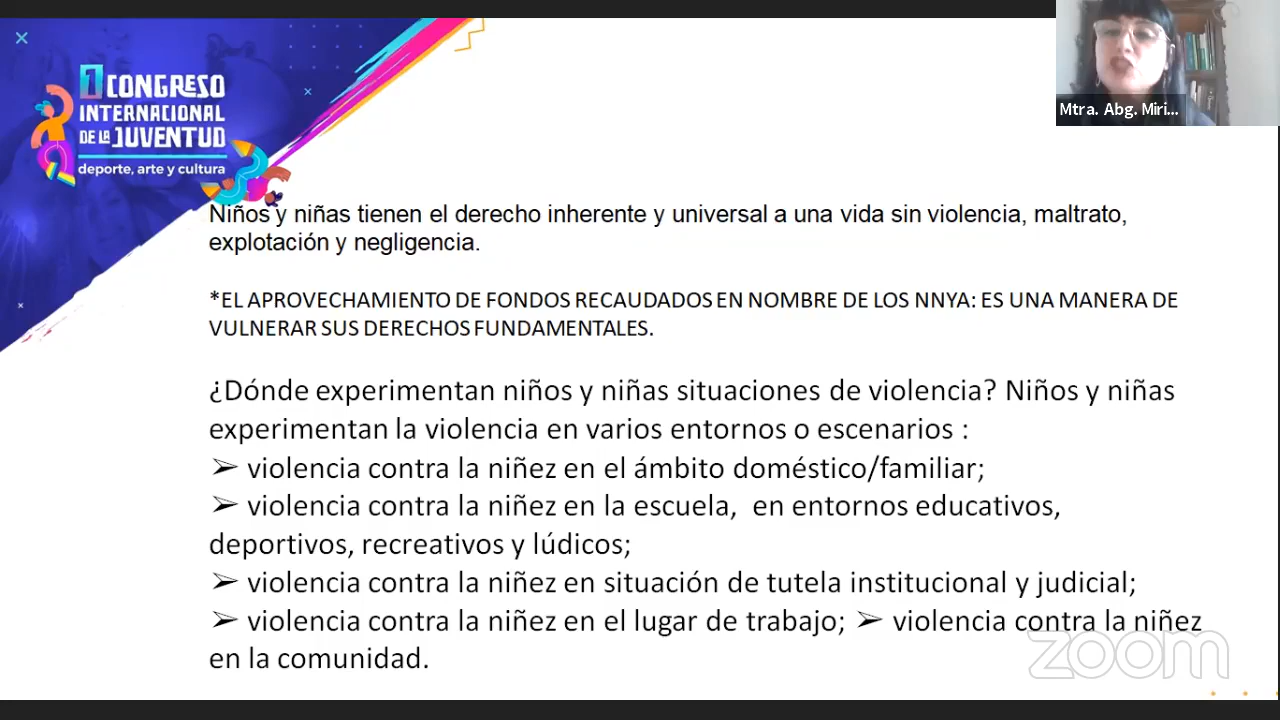 1 CONGRESO
INTERNACIONAL
DE LA JUVENTUD
deporte, arte y cultura
Mtra. Abg. Miri...
Niños y niñas tienen el derecho inherente y universal a una vida sin violencia, maltrato,
explotación y negligencia.
*EL APROVECHAMIENTO DE FONDOS RECAUDADOS EN NOMBRE DE LOS NNYA: ES UNA MANERA DE
VULNERAR SUS DERECHOS FUNDAMENTALES.
¿Dónde experimentan niños y niñas situaciones de violencia? Niños y niñas
experimentan la violencia en varios entornos o escenarios :
➢ violencia contra la niñez en el ámbito doméstico/familiar;
➢ violencia contra la niñez en la escuela, en entornos educativos,
deportivos, recreativos y lúdicos;
➢ violencia contra la niñez en situación de tutela institucional y judicial;
➢ violencia contra la niñez en el lugar de trabajo; ➢ violencia contra la niñez
en la comunidad.
zoom